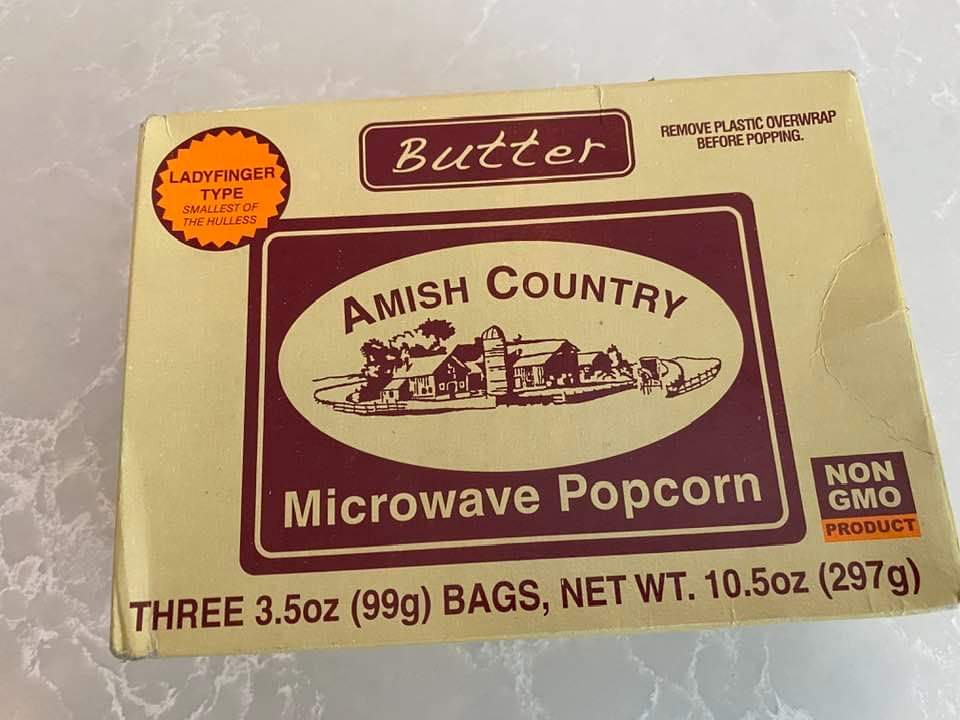 Butter
REMOVE PLASTIC OVERWRAP
BEFORE POPPING.
LADYFINGER
TYPE
SMALLEST OF
THE HULLESS
AMISH COUNTRY
Microwave Popcorn
NON
GMO
PRODUCT
THREE 3.5oz (99g) BAGS, NET WT. 10.5oz (297g)